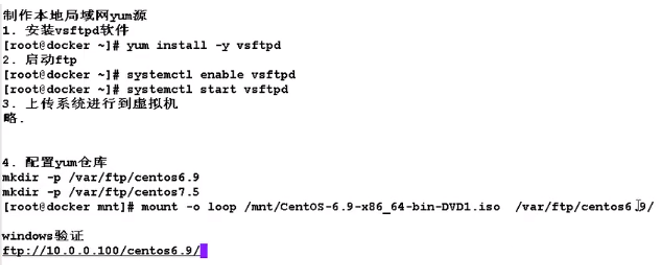 制作本地局域网yum源
1. 安装vsftpd软件
[root@docker ~]# yum install -y vsftpd
2. 启动ftp
[root@docker ~]# systemctl enable vsftpd
[root@docker ~]# systemctl start vsftpd
3. 上传系统进行到虚拟机
略.
4. 配置yum仓库
mkdir -p /var/ftp/centos6.9
mkdir -p /var/ftp/centos7.5
[root@docker mnt]# mount -o loop /mnt/CentOS-6.9-x86_64-bin-DVD1.iso  /var/ftp/centos6.9/
windows验证
ftp://10.0.0.100/centos6.9/